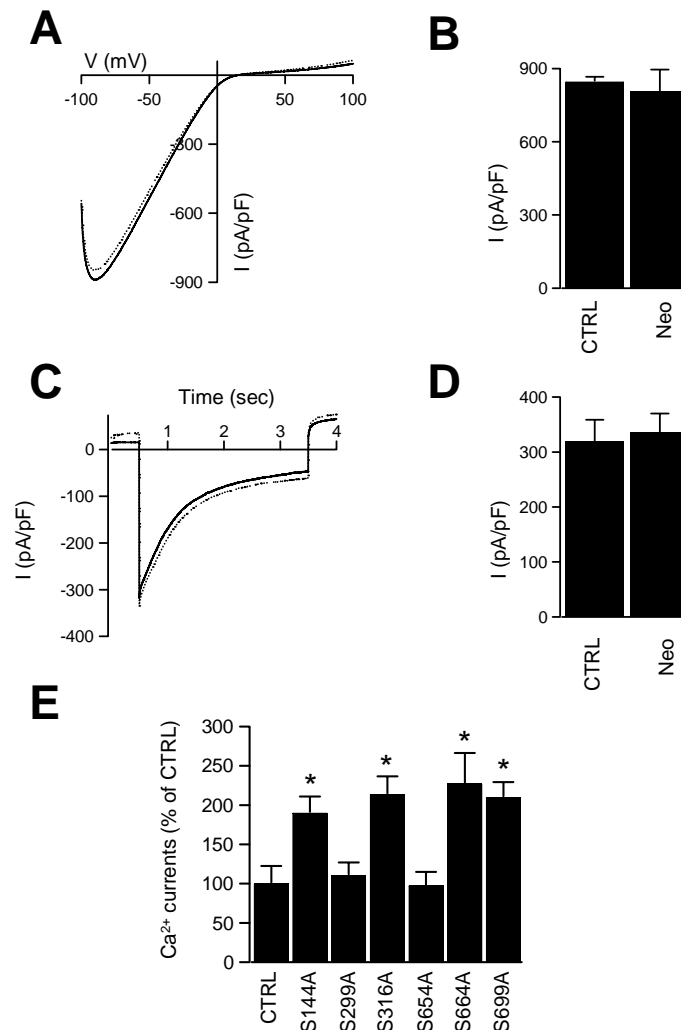 A
V (mV)
-100
-50
50
100
-300
-600
-900
I (pA/pF)
B
900
600
300
0
I (pA/pF)
CTRL
Neo
C
Time (sec)
0
1
2
3
4
-100
-200
-300
-400
I (pA/pF)
D
400
300
200
100
0
I (pA/pF)
CTRL
Neo
E
Ca²⁺ currents (% of CTRL)
300
250
200
150
100
50
0
*
*
*
*
CTRL
S144A
S299A
S316A
S654A
S664A
S699A